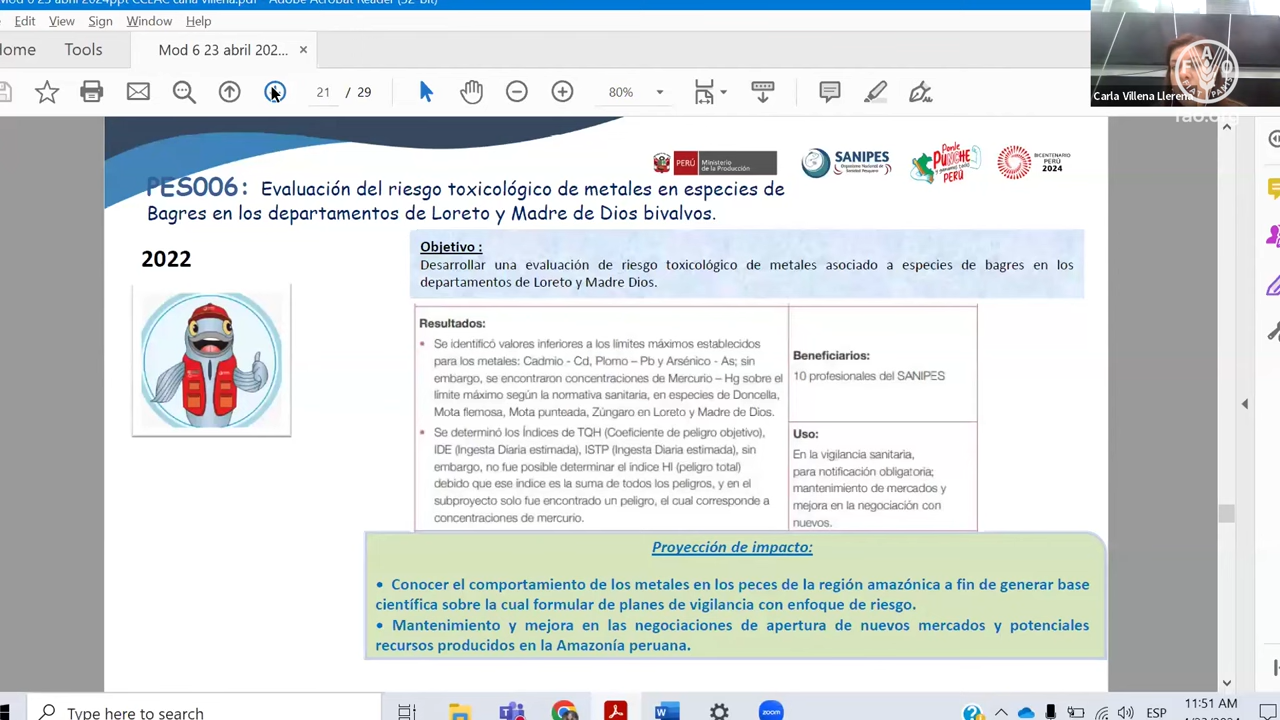 Mod 6 23 abril 2024ppt CCEAC carla villena.pdf - Adobe Acrobat Reader (32-bit)
Edit View Sign Window Help
Home Tools Mod 6 23 abril 202... ×
21 / 29 80%
Carla Villena Llerena
FAO
fao.org
PERÚ Ministerio de la Producción
SANIPES
Ponle PUNCHE PERÚ
BICENTENARIO PERÚ 2024
PES006: Evaluación del riesgo toxicológico de metales en especies de
Bagres en los departamentos de Loreto y Madre de Dios bivalvos.
2022
Objetivo :
Desarrollar una evaluación de riesgo toxicológico de metales asociado a especies de bagres en los
departamentos de Loreto y Madre Dios.
Resultados:
• Se identificó valores inferiores a los límites máximos establecidos
para los metales: Cadmio - Cd, Plomo – Pb y Arsénico - As; sin
embargo, se encontraron concentraciones de Mercurio – Hg sobre el
límite máximo según la normativa sanitaria, en especies de Doncella,
Mota flemosa, Mota punteada, Zúngaro en Loreto y Madre de Dios.
• Se determinó los Índices de TQH (Coeficiente de peligro objetivo),
IDE (Ingesta Diaria estimada), ISTP (Ingesta Diaria estimada), sin
embargo, no fue posible determinar el índice HI (peligro total)
debido que ese índice es la suma de todos los peligros, y en el
subproyecto solo fue encontrado un peligro, el cual corresponde a
concentraciones de mercurio.
Beneficiarios:
10 profesionales del SANIPES
Uso:
En la vigilancia sanitaria,
para notificación obligatoria;
mantenimiento de mercados y
mejora en la negociación con
nuevos.
Proyección de impacto:
• Conocer el comportamiento de los metales en los peces de la región amazónica a fin de generar base
científica sobre la cual formular de planes de vigilancia con enfoque de riesgo.
• Mantenimiento y mejora en las negociaciones de apertura de nuevos mercados y potenciales
recursos producidos en la Amazonía peruana.
Type here to search
zoom
ESP
11:51 AM